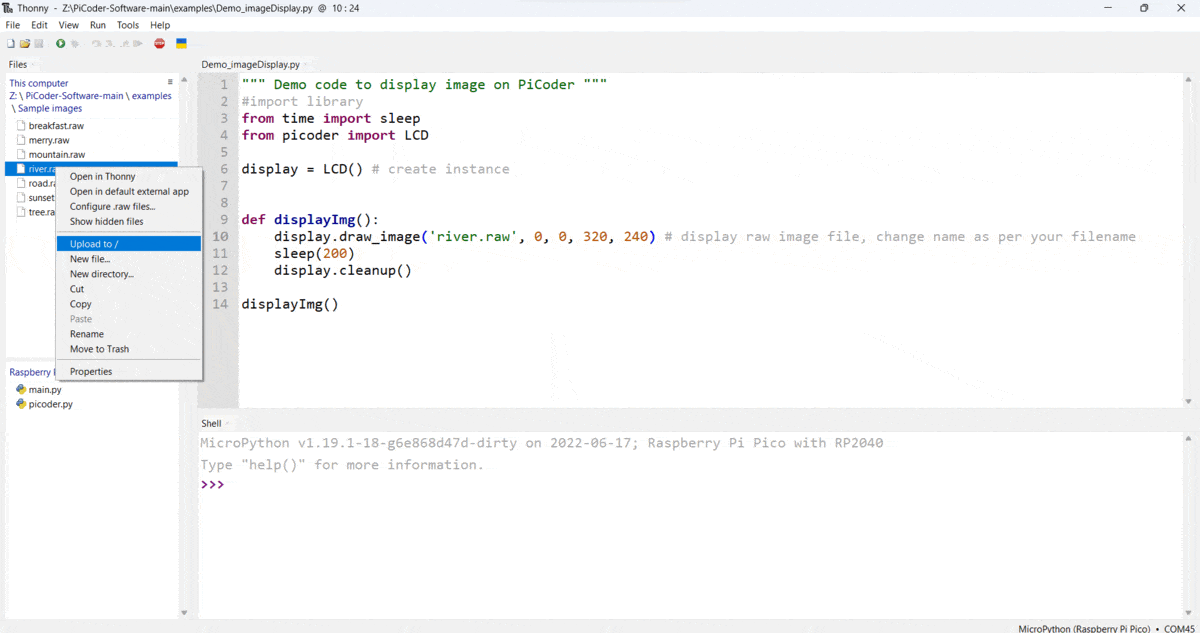 Thonny - Z:\PiCoder-Software-main\examples\Demo_imageDisplay.py @ 10 : 24
File Edit View Run Tools Help
STOP
Files
This computer
Z: \ PiCoder-Software-main \ examples
\ Sample images
breakfast.raw
merry.raw
mountain.raw
river.ra
road.ra
sunset
tree.ra
Open in Thonny
Open in default external app
Configure .raw files...
Show hidden files
Upload to /
New file...
New directory...
Cut
Copy
Paste
Rename
Move to Trash
Properties
Raspberry
main.py
picoder.py
Demo_imageDisplay.py
1 """ Demo code to display image on PiCoder """
2 #import library
3 from time import sleep
4 from picoder import LCD
5
6 display = LCD() # create instance
7
8
9 def displayImg():
10 display.draw_image('river.raw', 0, 0, 320, 240) # display raw image file, change name as per your filename
11 sleep(200)
12 display.cleanup()
13
14 displayImg()
Shell
MicroPython v1.19.1-18-g6e868d47d-dirty on 2022-06-17; Raspberry Pi Pico with RP2040
Type "help()" for more information.
>>>
MicroPython (Raspberry Pi Pico) • COM45